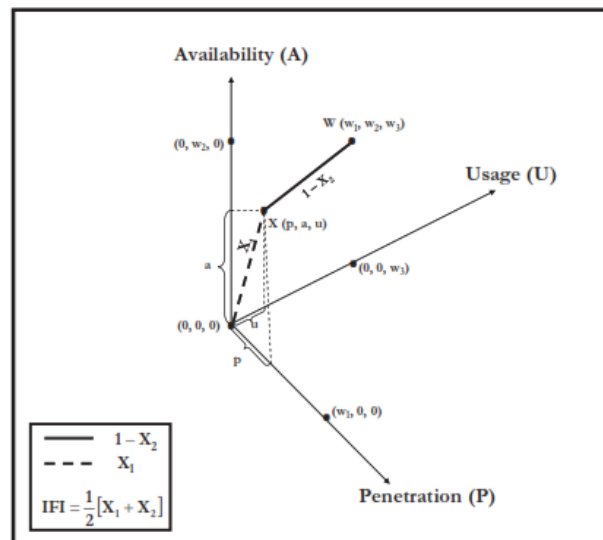 Availability (A)
W (w₁, w₂, w₃)
(0, w₂, 0)
Usage (U)
1 – X₂
X (p, a, u)
X₁
a
(0, 0, w₃)
(0, 0, 0)
u
p
(w₁, 0, 0)
1 – X₂
X₁
IFI = 1/2 [X₁ + X₂]
Penetration (P)